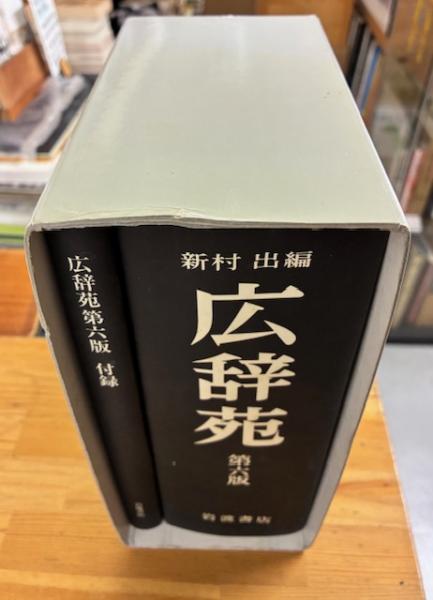 新村 出編
広辞苑
第六版
岩波書店
広辞苑第六版 付録